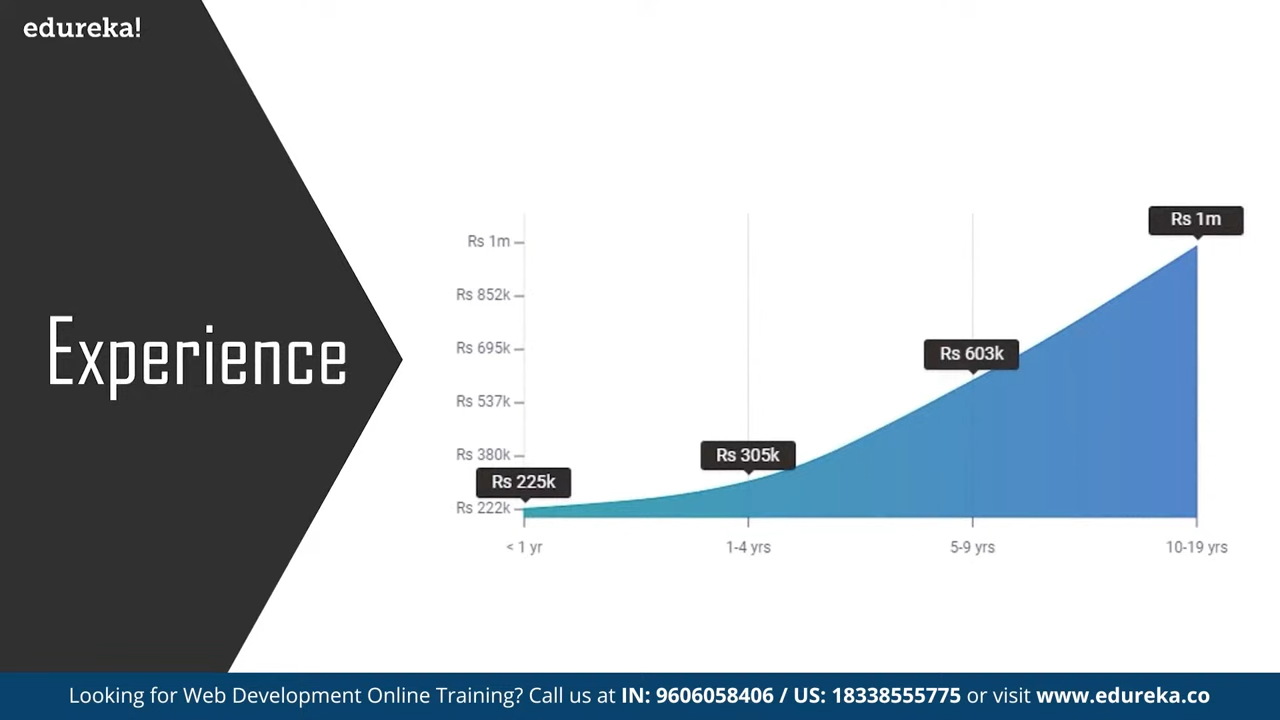 edureka!
Experience
Rs 1m
Rs 1m
Rs 852k
Rs 695k
Rs 603k
Rs 537k
Rs 380k
Rs 305k
Rs 225k
Rs 222k
< 1 yr
1-4 yrs
5-9 yrs
10-19 yrs
Looking for Web Development Online Training? Call us at IN: 9606058406 / US: 18338555775 or visit www.edureka.co